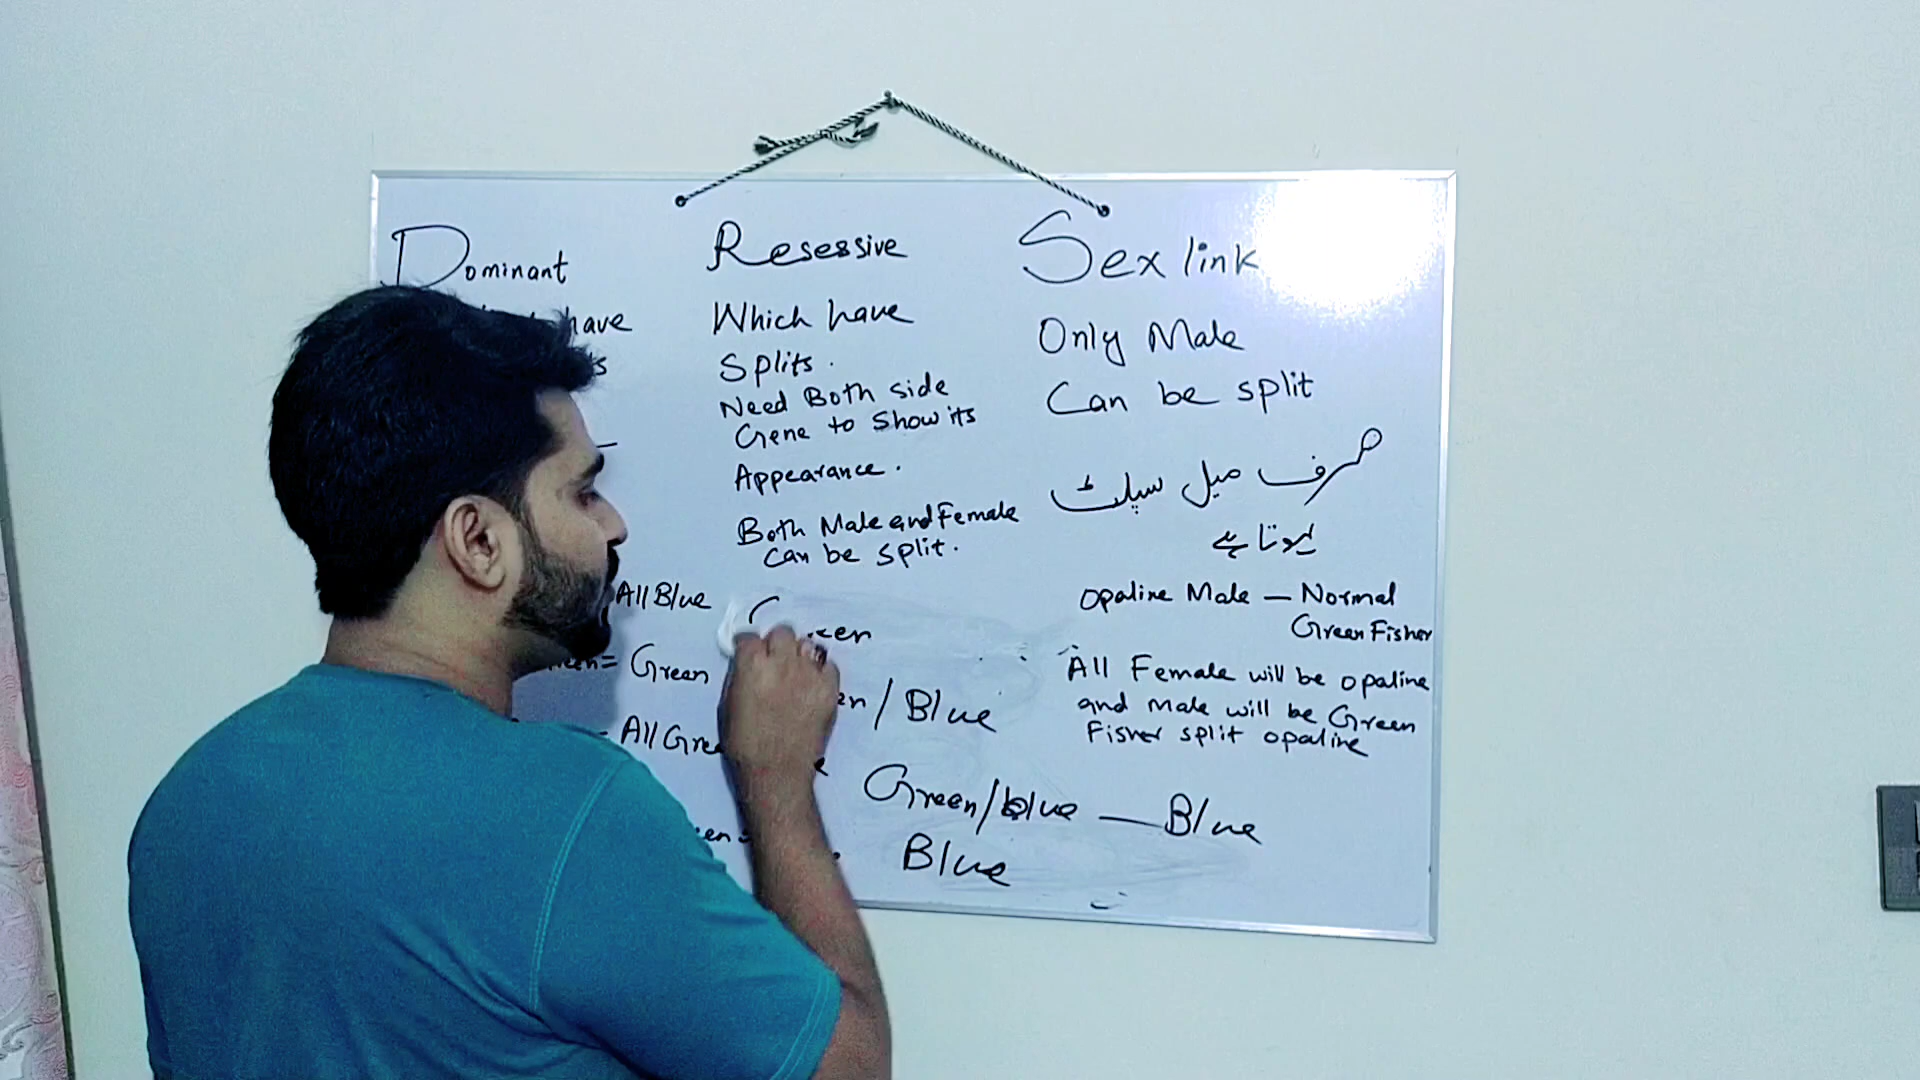 Dominant
have
All Blue
= Green
All Gree
Resessive
Which have
Splits.
Need Both side
Gene to Show its
Appearance.
Both Male and Female
Can be split.
/ Blue
Green/blue — Blue
Blue
Sex link
Only Male
Can be split
صرف میل سپلٹ
ہوتا ہے
Opaline Male — Normal
Green Fisher
All Female will be opaline
and male will be Green
Fisher split opaline